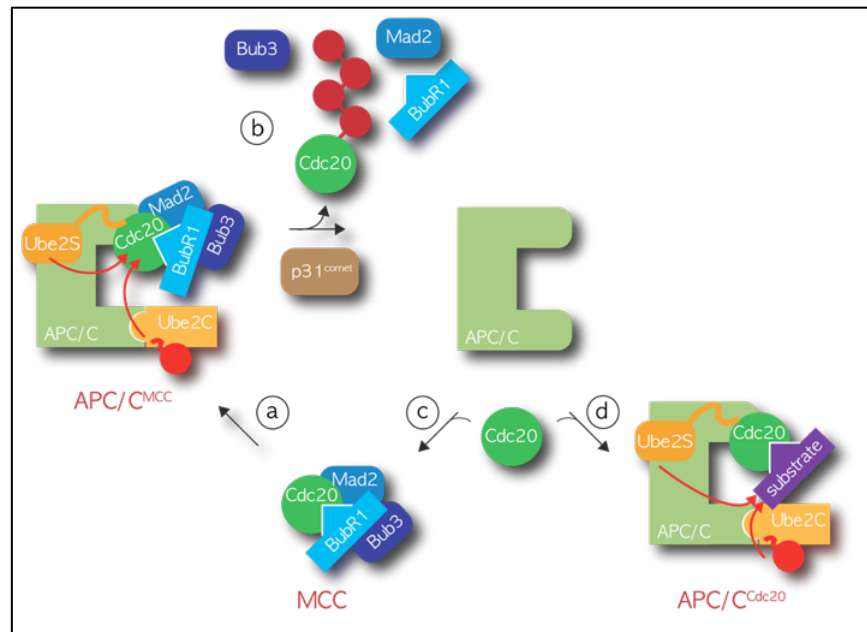 Bub3
Mad2
BubR1
b
Cdc20
Mad2
Cdc20
BubR1
Bub3
Ube2S
p31comet
APC/C
Ube2C
APC/C
APC/CMCC
a
c
Cdc20
d
Cdc20
Mad2
BubR1
Bub3
MCC
Ube2S
Cdc20
substrate
APC/C
Ube2C
APC/CCdc20